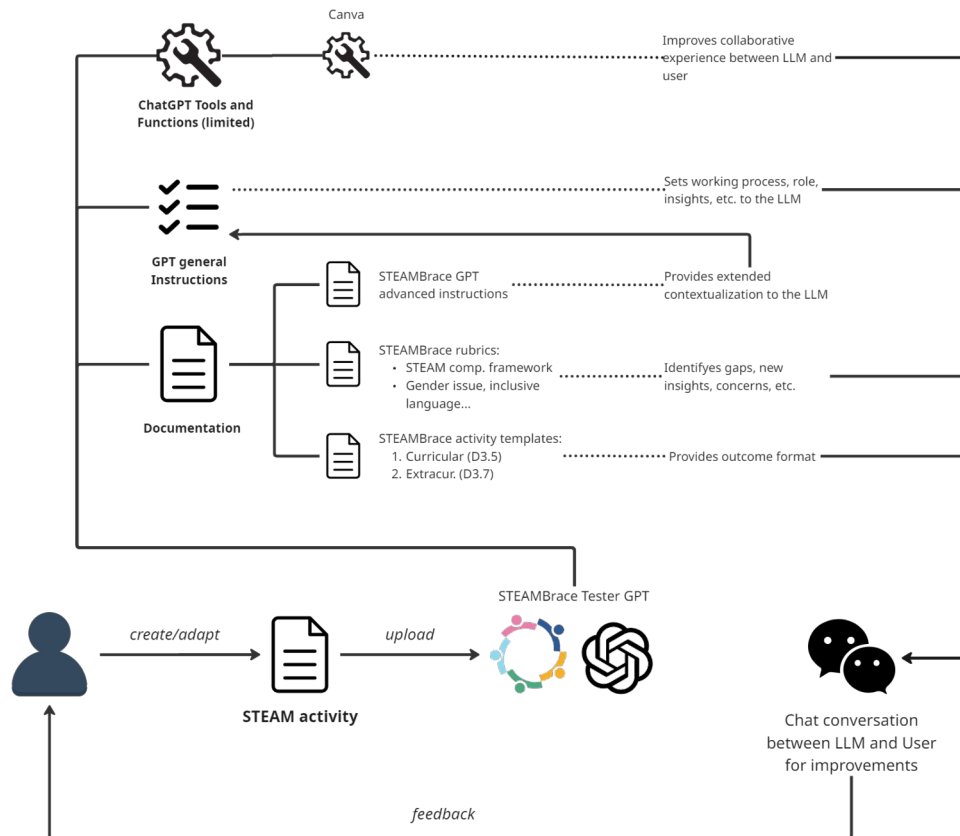 Canva
Improves collaborative
experience between LLM and
user
ChatGPT Tools and
Functions (limited)
Sets working process, role,
insights, etc. to the LLM
GPT general
Instructions
STEAMBrace GPT
advanced instructions
Provides extended
contextualization to the LLM
STEAMBrace rubrics:
• STEAM comp. framework
• Gender issue, inclusive
language...
Identifyes gaps, new
insights, concerns, etc.
Documentation
STEAMBrace activity templates:
1. Curricular (D3.5)
2. Extracur. (D3.7)
Provides outcome format
STEAMBrace Tester GPT
create/adapt
upload
STEAM activity
Chat conversation
between LLM and User
for improvements
feedback